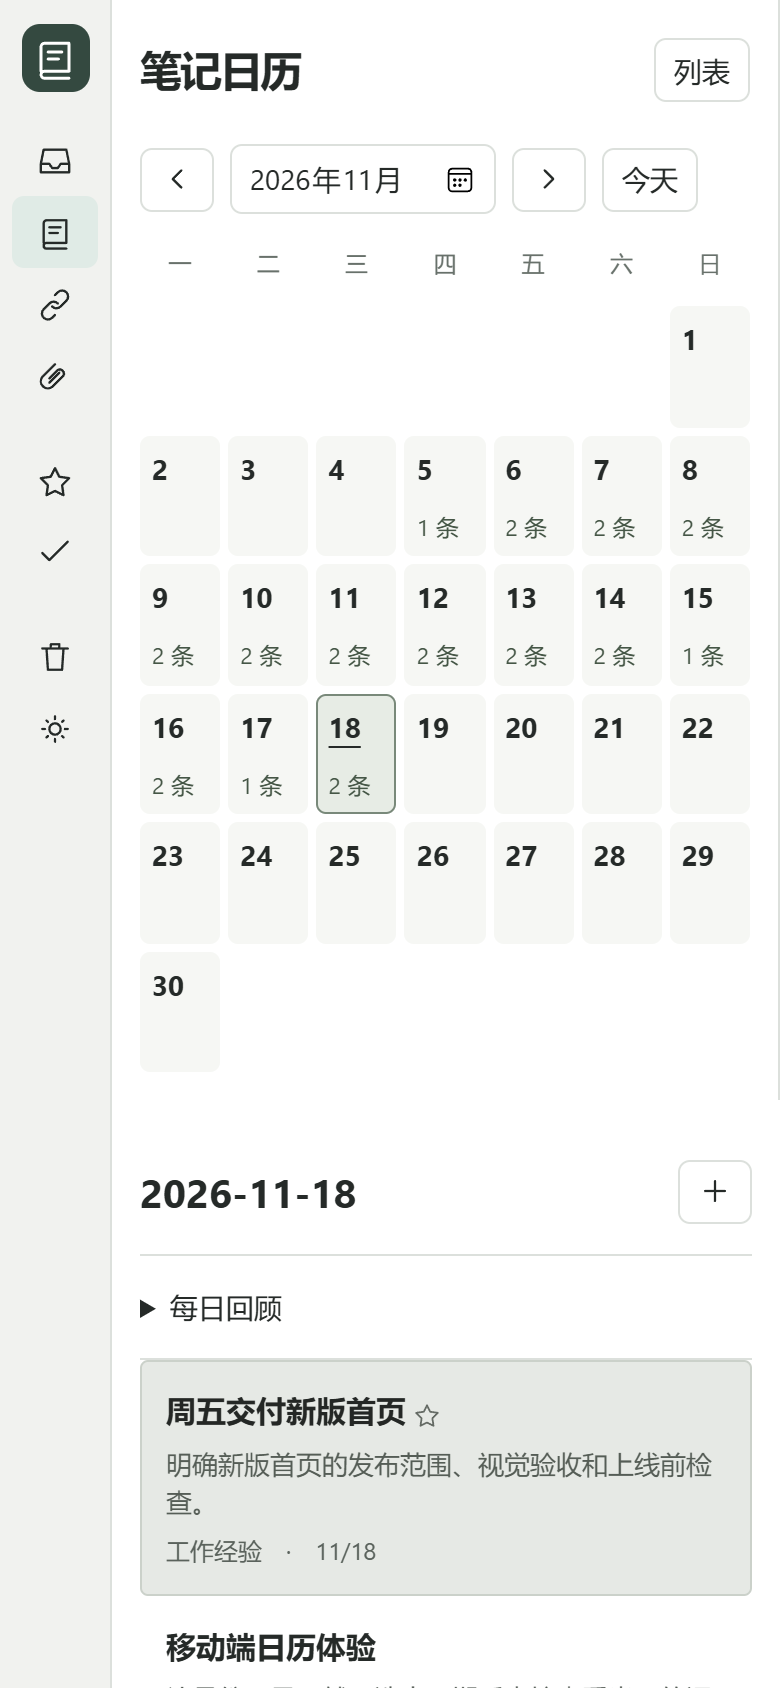 笔记日历
列表
2026年11月
今天
一 二 三 四 五 六 日
1
2 3 4 5 6 7 8
1 条 2 条 2 条 2 条
9 10 11 12 13 14 15
2 条 2 条 2 条 2 条 2 条 2 条 1 条
16 17 18 19 20 21 22
2 条 1 条 2 条
23 24 25 26 27 28 29
30
2026-11-18
每日回顾
周五交付新版首页
明确新版首页的发布范围、视觉验收和上线前检
查。
工作经验 · 11/18
移动端日历体验